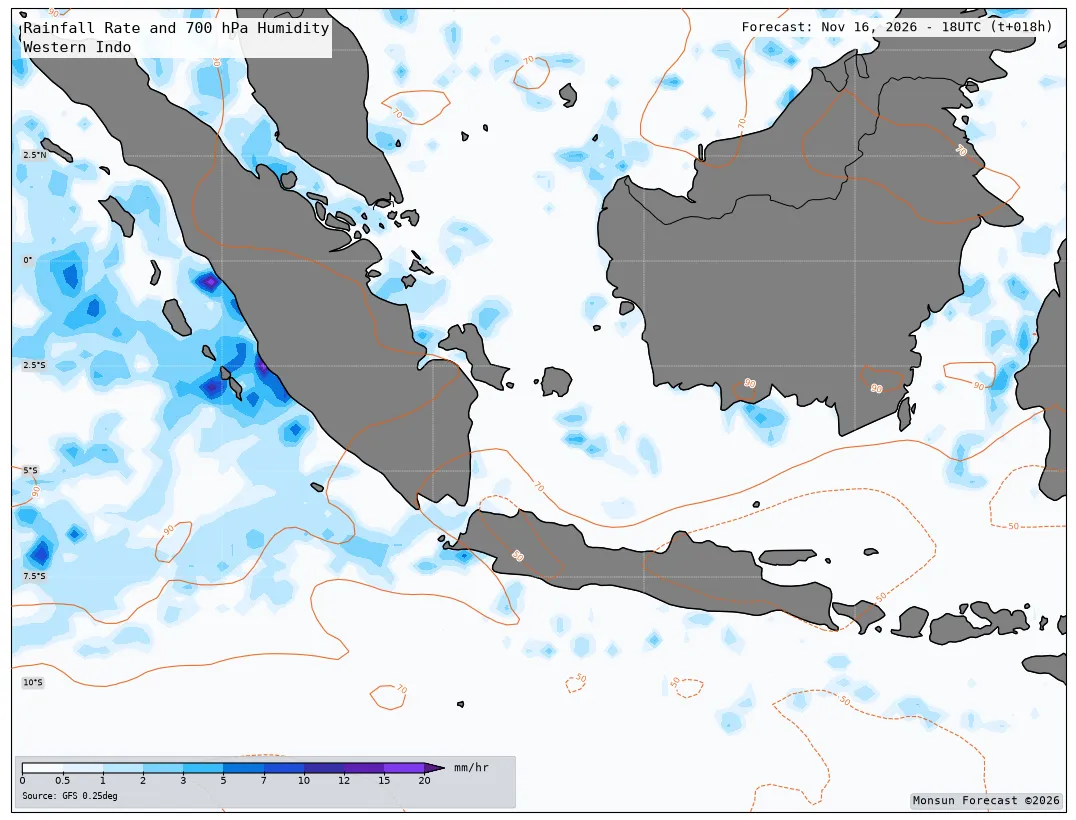 Rainfall Rate and 700 hPa Humidity
Western Indo
Forecast: Nov 16, 2026 - 18UTC (t+018h)
90
90
70
70
70
70
2.5°N
0°
2.5°S
90
90
90
5°S
90
70
90
50
50
7.5°S
50
10°S
70
50
50
50
0 0.5 1 2 3 5 7 10 12 15 20 mm/hr
Source: GFS 0.25deg
Monsun Forecast ©2026